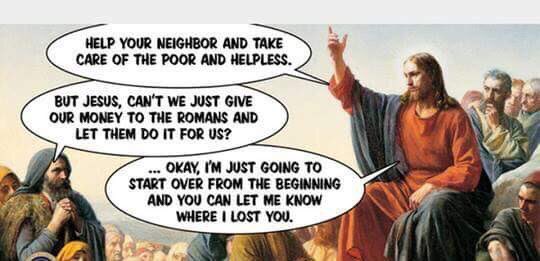 HELP YOUR NEIGHBOR AND TAKE
CARE OF THE POOR AND HELPLESS.
BUT JESUS, CAN'T WE JUST GIVE
OUR MONEY TO THE ROMANS AND
LET THEM DO IT FOR US?
... OKAY, I'M JUST GOING TO
START OVER FROM THE BEGINNING
AND YOU CAN LET ME KNOW
WHERE I LOST YOU.